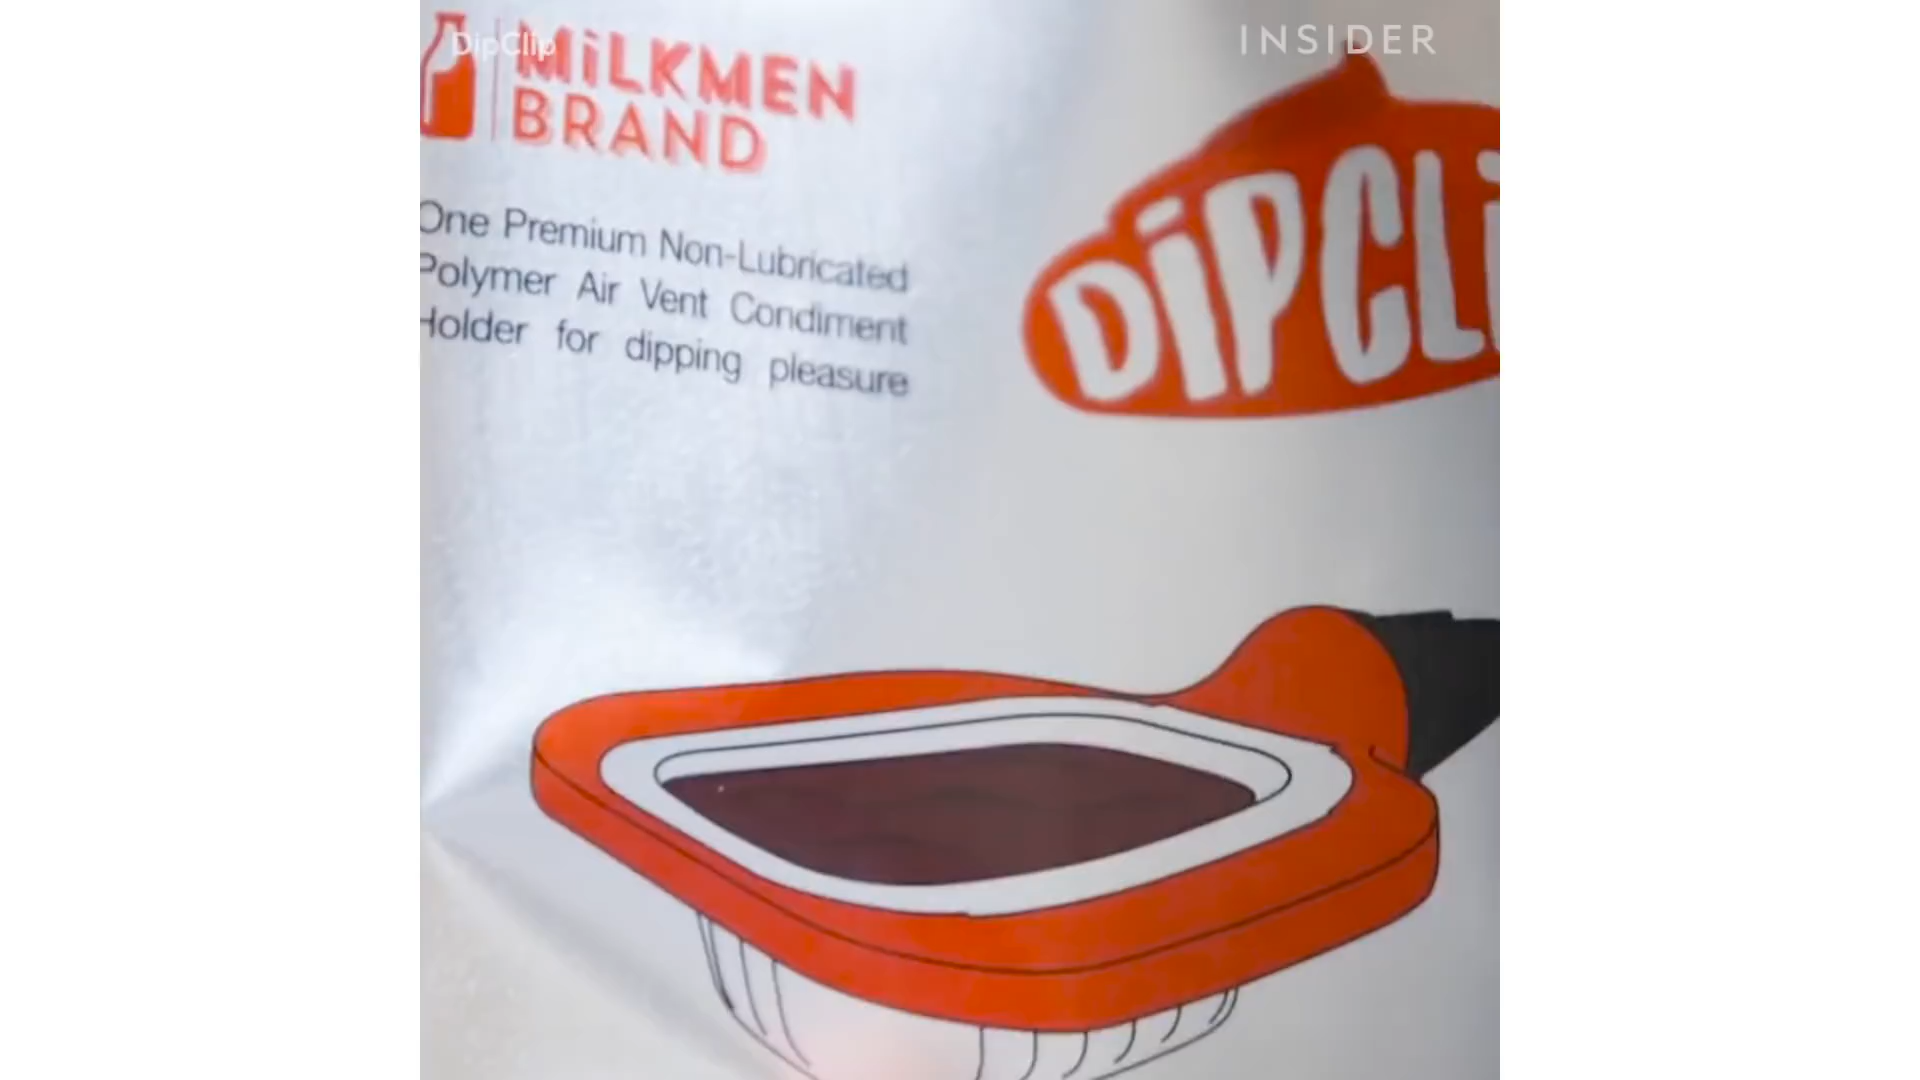 DipClip
INSIDER
MiLKMEN
BRAND
One Premium Non-Lubricated
Polymer Air Vent Condiment
Holder for dipping pleasure
DiPCLi